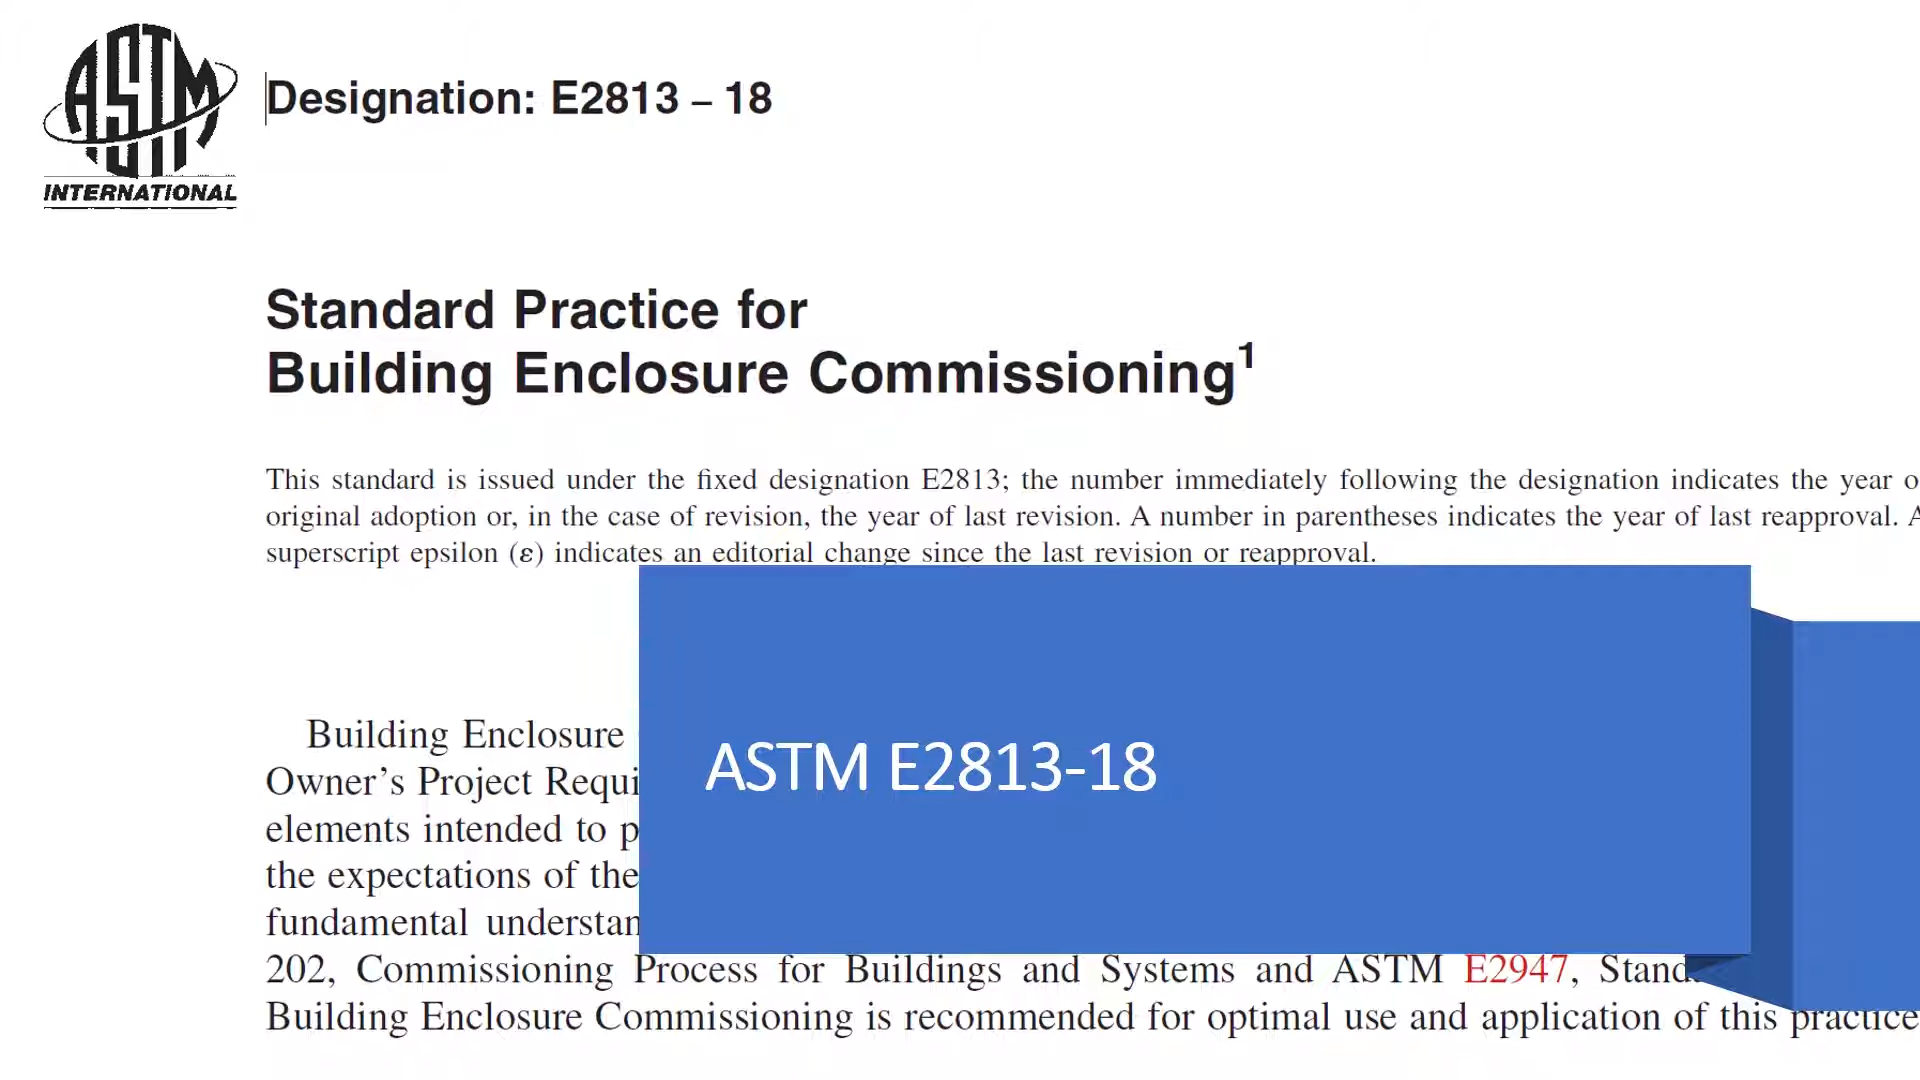 ASTM
INTERNATIONAL
Designation: E2813 – 18
Standard Practice for
Building Enclosure Commissioning¹
This standard is issued under the fixed designation E2813; the number immediately following the designation indicates the year
original adoption or, in the case of revision, the year of last revision. A number in parentheses indicates the year of last reapproval. A
superscript epsilon (ε) indicates an editorial change since the last revision or reapproval.
Building Enclosure
Owner’s Project
elements intended to
the expectations of the
fundamental
202, Commissioning Process for Buildings and Systems and ASTM E2947,
Building Enclosure Commissioning is recommended for optimal use and application of this practice
ASTM E2813-18